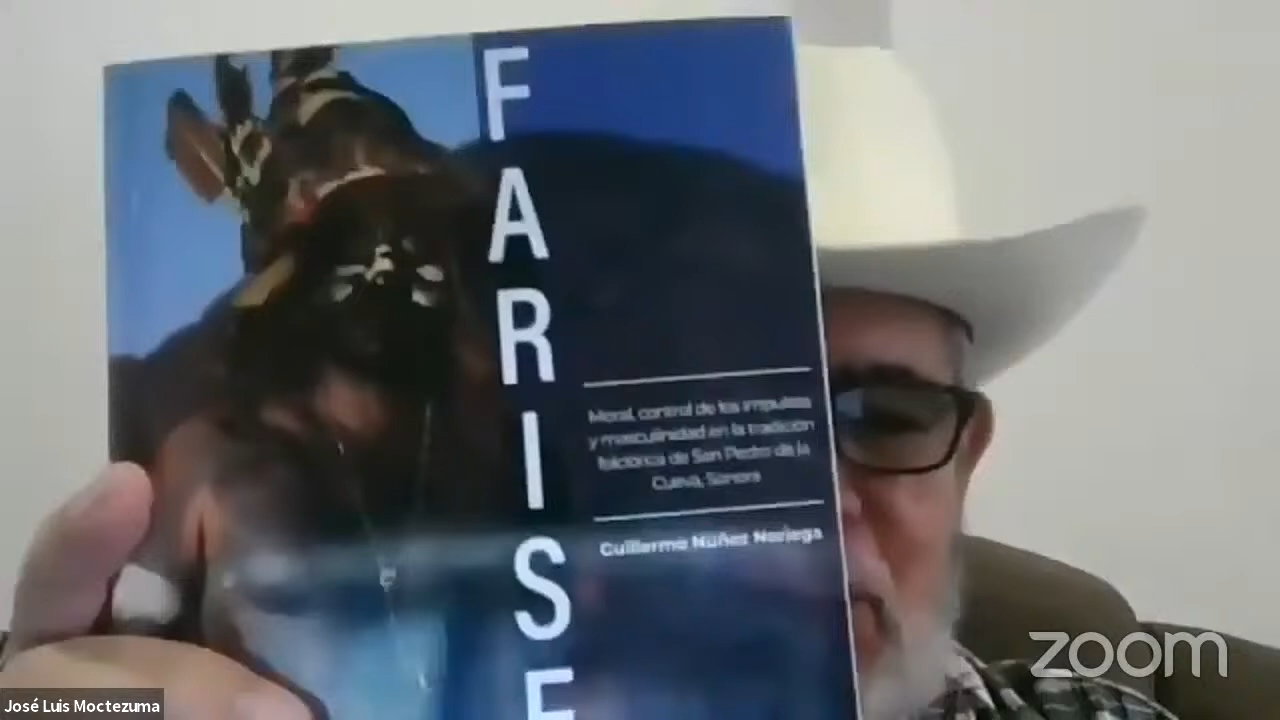 FARISE
Moral, control de los impulsos
y masculinidad en la tradición
folclórica de San Pedro de la
Cueva, Sonora
Guillermo Núñez Noriega
José Luis Moctezuma
zoom